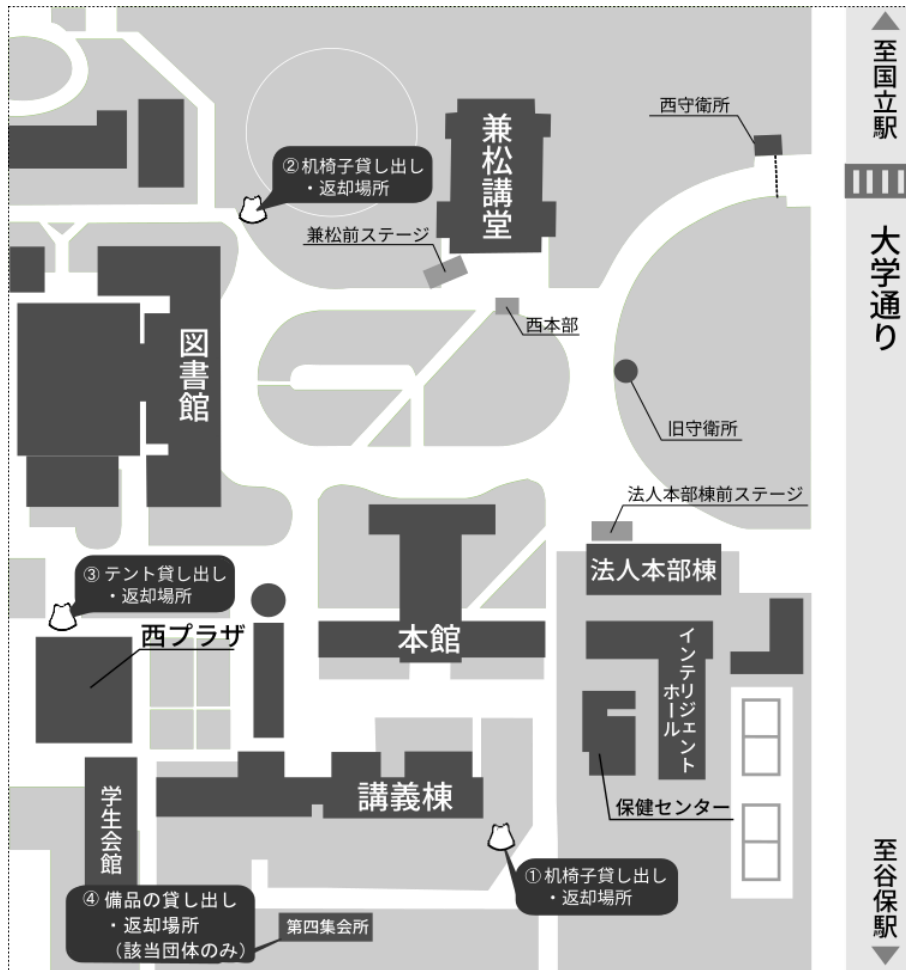 至国立駅
西守衛所
兼松講堂
② 机椅子貸し出し
・返却場所
兼松前ステージ
大学通り
西本部
図書館
旧守衛所
法人本部棟前ステージ
法人本部棟
③ テント貸し出し
・返却場所
西プラザ
本館
インテリジェント
ホール
学生会館
講義棟
保健センター
① 机椅子貸し出し
・返却場所
④ 備品の貸し出し
・返却場所
（該当団体のみ）
第四集会所
至谷保駅